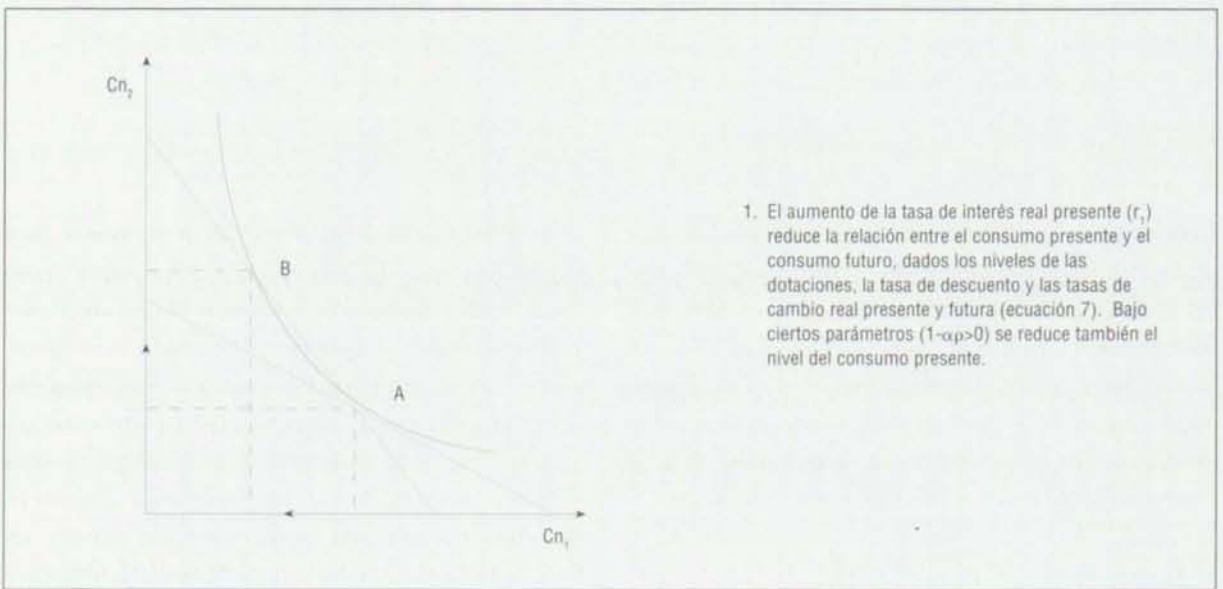 Cn₂
B
A
Cn₁
1. El aumento de la tasa de interés real presente (r₁)
reduce la relación entre el consumo presente y el
consumo futuro, dados los niveles de las
dotaciones, la tasa de descuento y las tasas de
cambio real presente y futura (ecuación 7). Bajo
ciertos parámetros (1-αρ>0) se reduce también el
nivel del consumo presente.